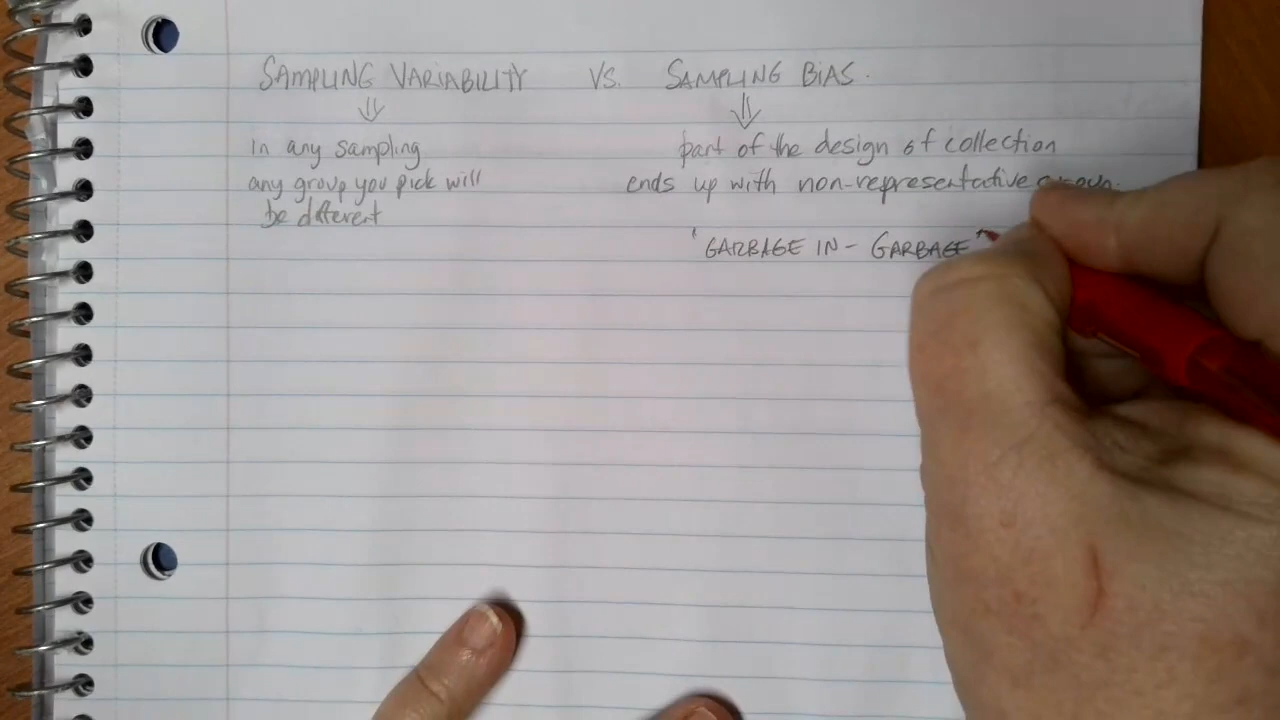 SAMPLING VARIABILITY VS. SAMPLING BIAS.
in any sampling
any group you pick will
be different
part of the design of collection
ends up with non-representative group.
'GARBAGE IN - GARBAGE"